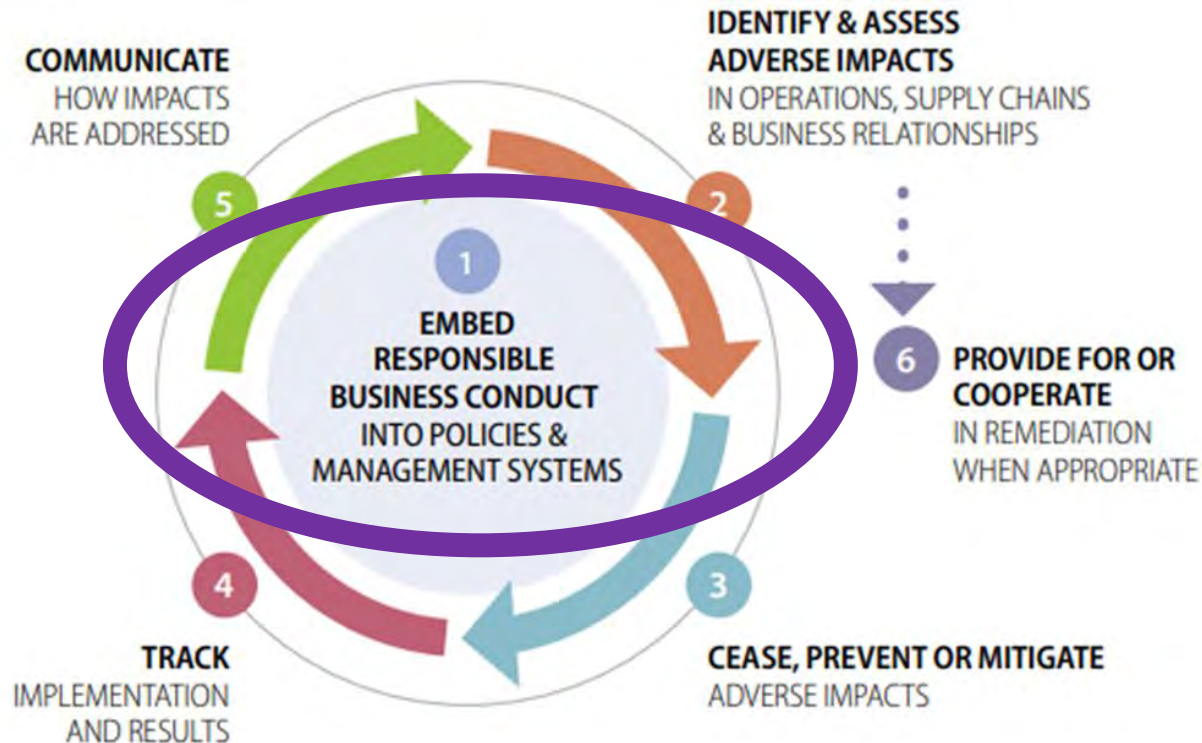 1
EMBED
RESPONSIBLE
BUSINESS CONDUCT
INTO POLICIES &
MANAGEMENT SYSTEMS
2
IDENTIFY & ASSESS
ADVERSE IMPACTS
IN OPERATIONS, SUPPLY CHAINS
& BUSINESS RELATIONSHIPS
3
CEASE, PREVENT OR MITIGATE
ADVERSE IMPACTS
4
TRACK
IMPLEMENTATION
AND RESULTS
5
COMMUNICATE
HOW IMPACTS
ARE ADDRESSED
6
PROVIDE FOR OR
COOPERATE
IN REMEDIATION
WHEN APPROPRIATE